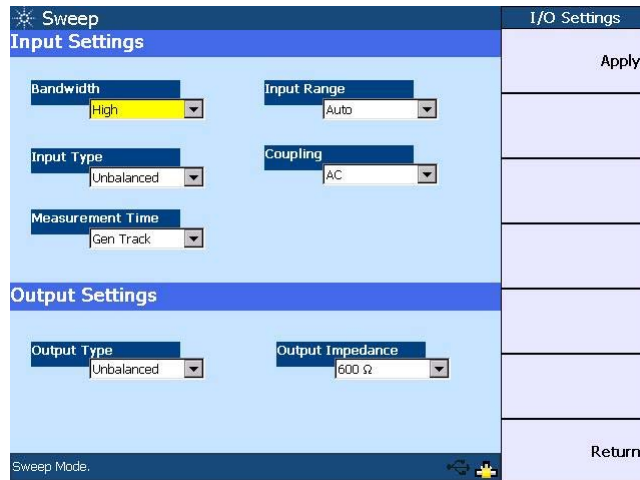 Sweep
I/O Settings
Input Settings
Apply
Bandwidth
High
Input Range
Auto
Input Type
Unbalanced
Coupling
AC
Measurement Time
Gen Track
Output Settings
Output Type
Unbalanced
Output Impedance
600 Ω
Return
Sweep Mode.